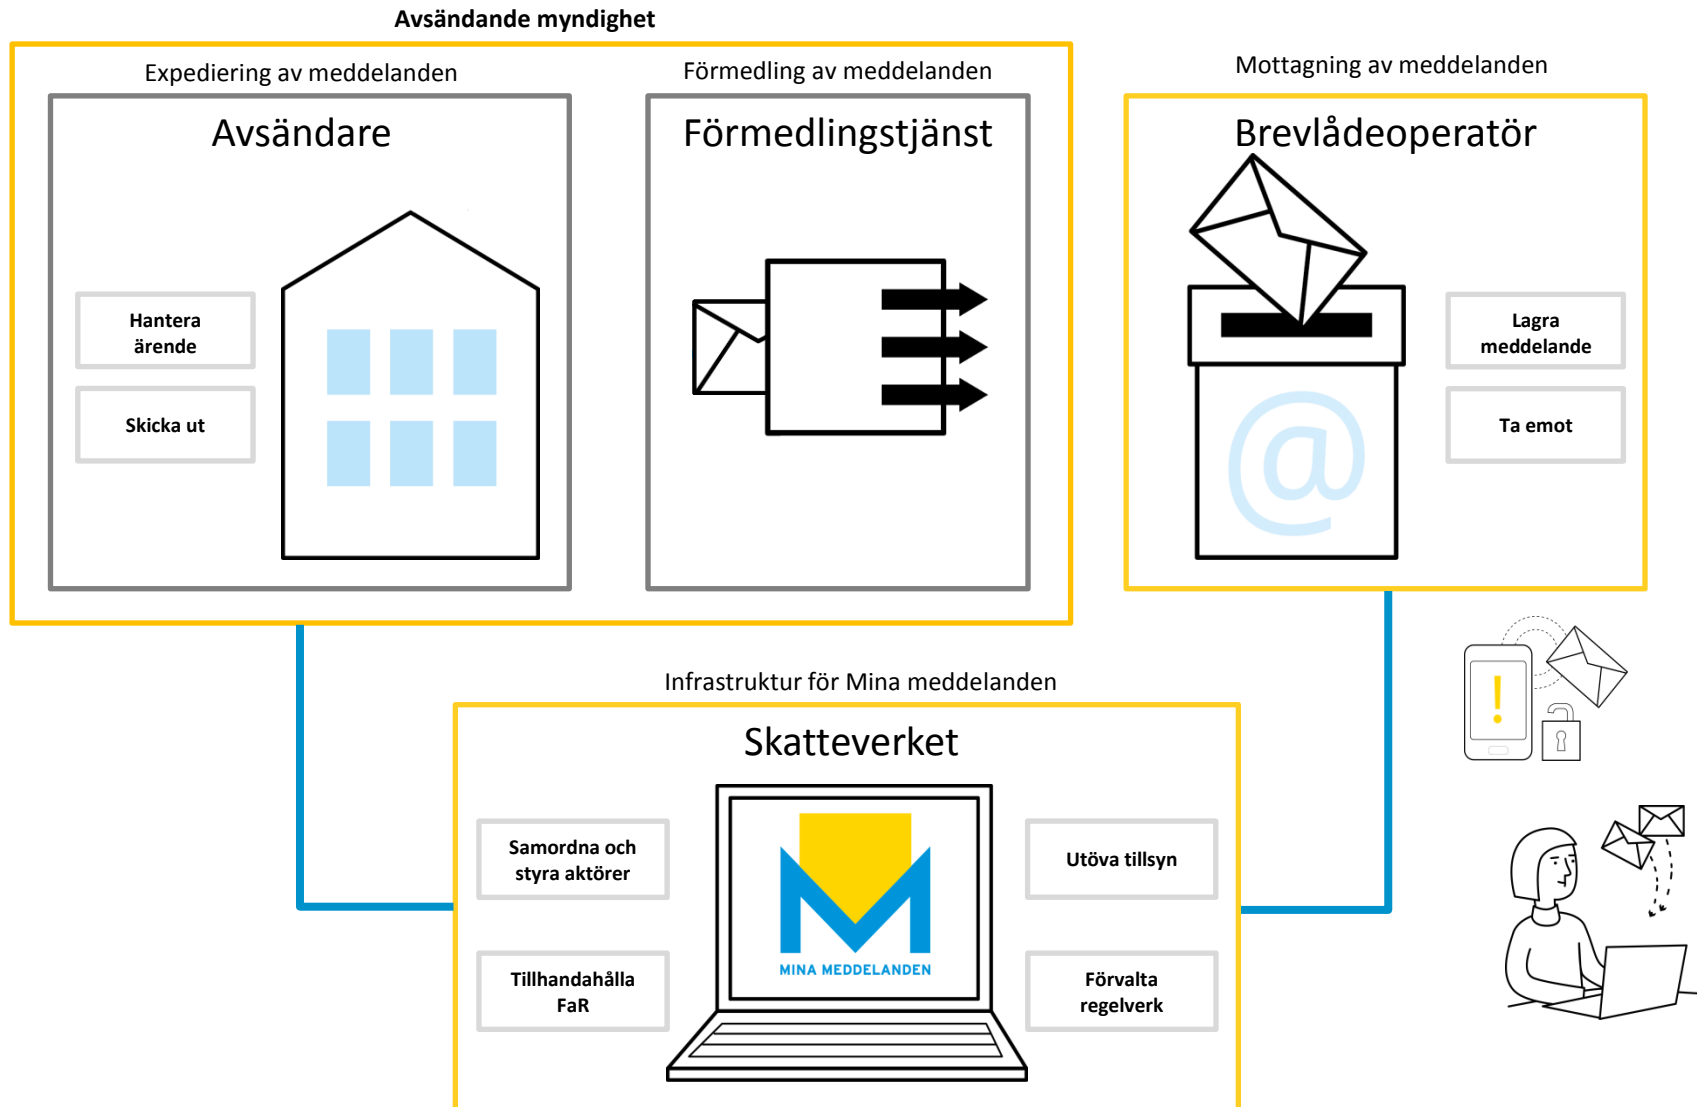 Avsändande myndighet
Expediering av meddelanden
Avsändare
Hantera
ärende
Skicka ut
Förmedling av meddelanden
Förmedlingstjänst
Mottagning av meddelanden
Brevlådeoperatör
@
Lagra
meddelande
Ta emot
!
Infrastruktur för Mina meddelanden
Skatteverket
Samordna och
styra aktörer
Tillhandahålla
FaR
M
MINA MEDDELANDEN
Utöva tillsyn
Förvalta
regelverk